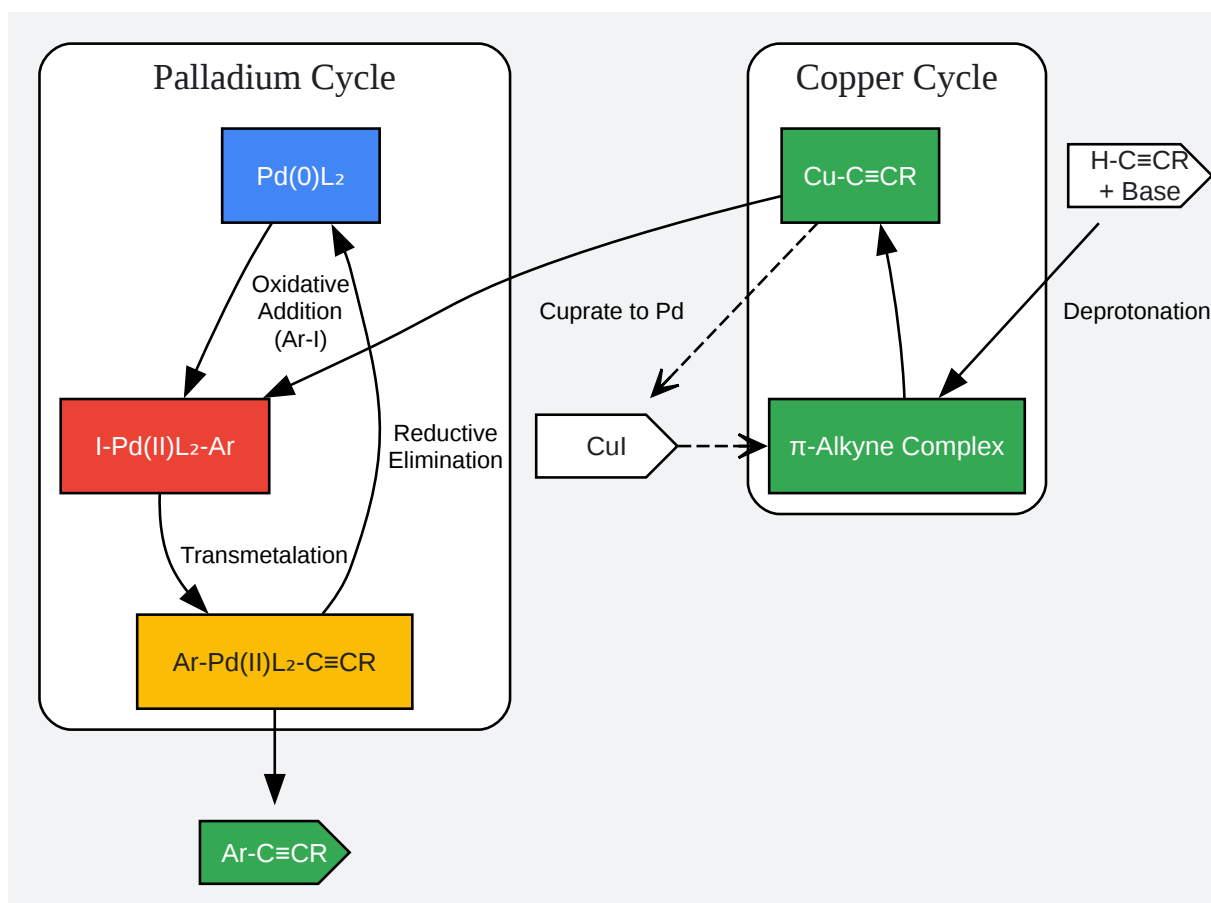 Palladium Cycle
Copper Cycle
Pd(0)L₂
Cu-C≡CR
H-C≡CR
+ Base
Oxidative
Addition
(Ar-I)
Cuprate to Pd
Deprotonation
I-Pd(II)L₂-Ar
Reductive
Elimination
CuI
π-Alkyne Complex
Transmetalation
Ar-Pd(II)L₂-C≡CR
Ar-C≡CR